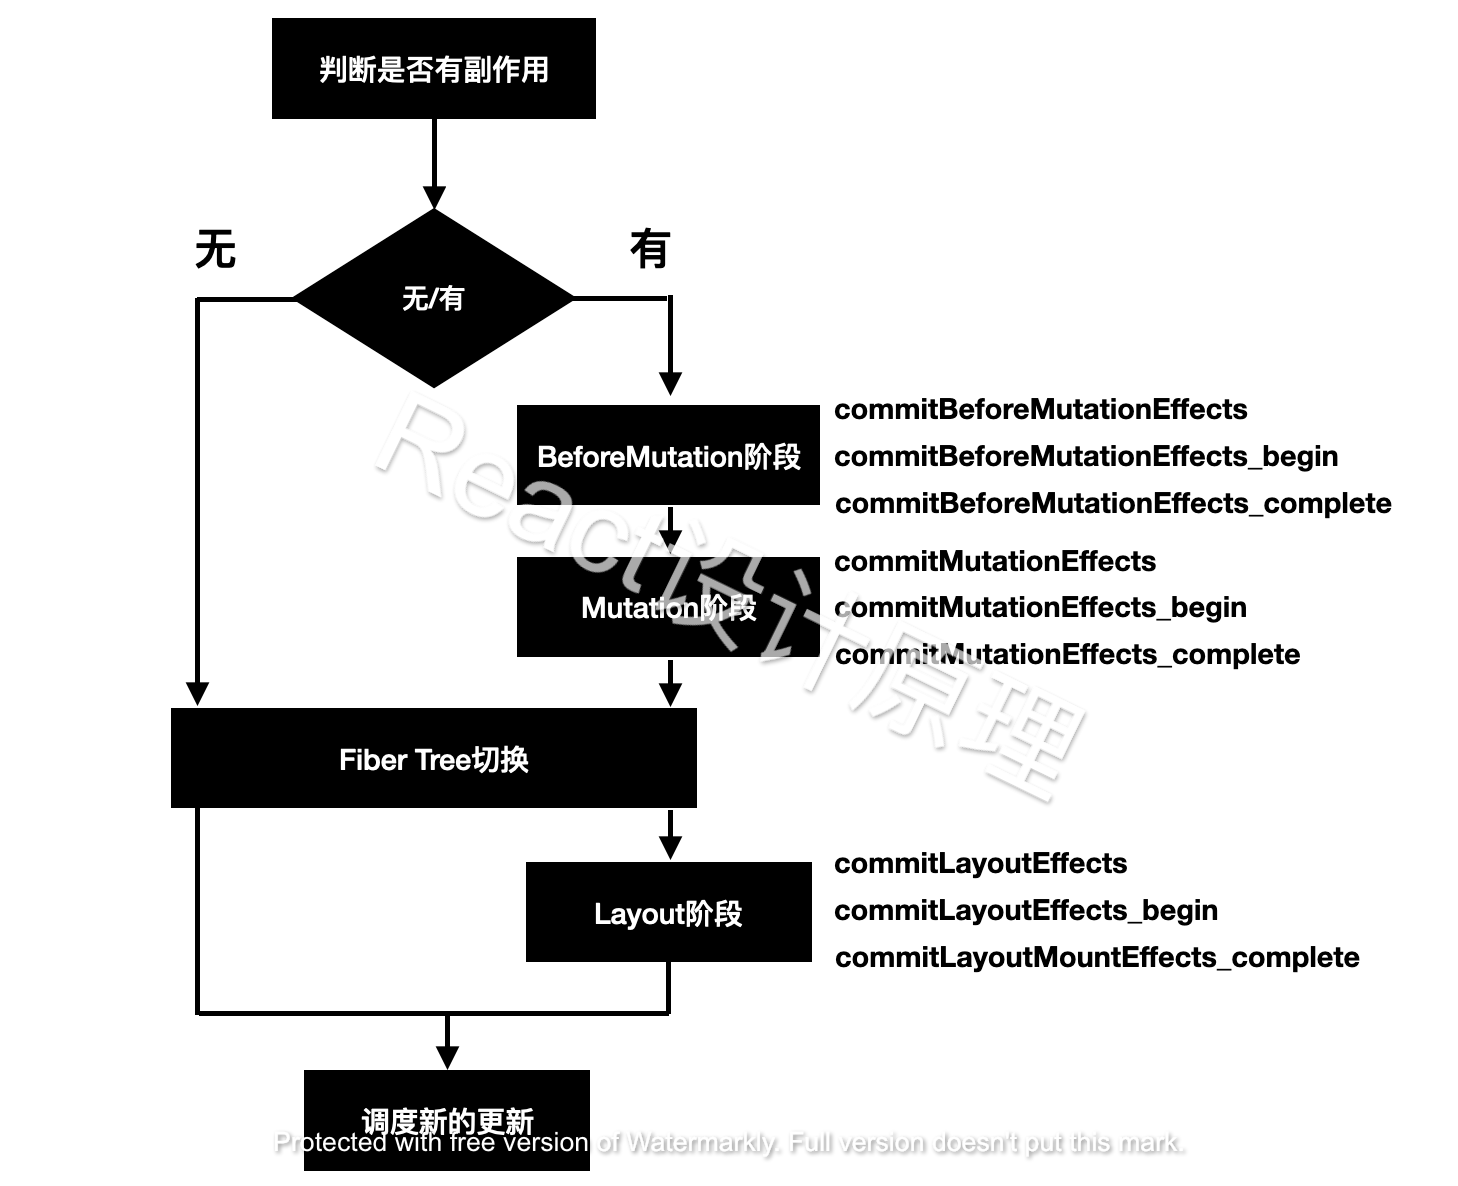 判断是否有副作用
无
有
无/有
BeforeMutation阶段
commitBeforeMutationEffects
commitBeforeMutationEffects_begin
commitBeforeMutationEffects_complete
Mutation阶段
commitMutationEffects
commitMutationEffects_begin
commitMutationEffects_complete
React设计原理
Fiber Tree切换
Layout阶段
commitLayoutEffects
commitLayoutEffects_begin
commitLayoutMountEffects_complete
调度新的更新
Protected with free version of Watermarkly. Full version doesn't put this mark.